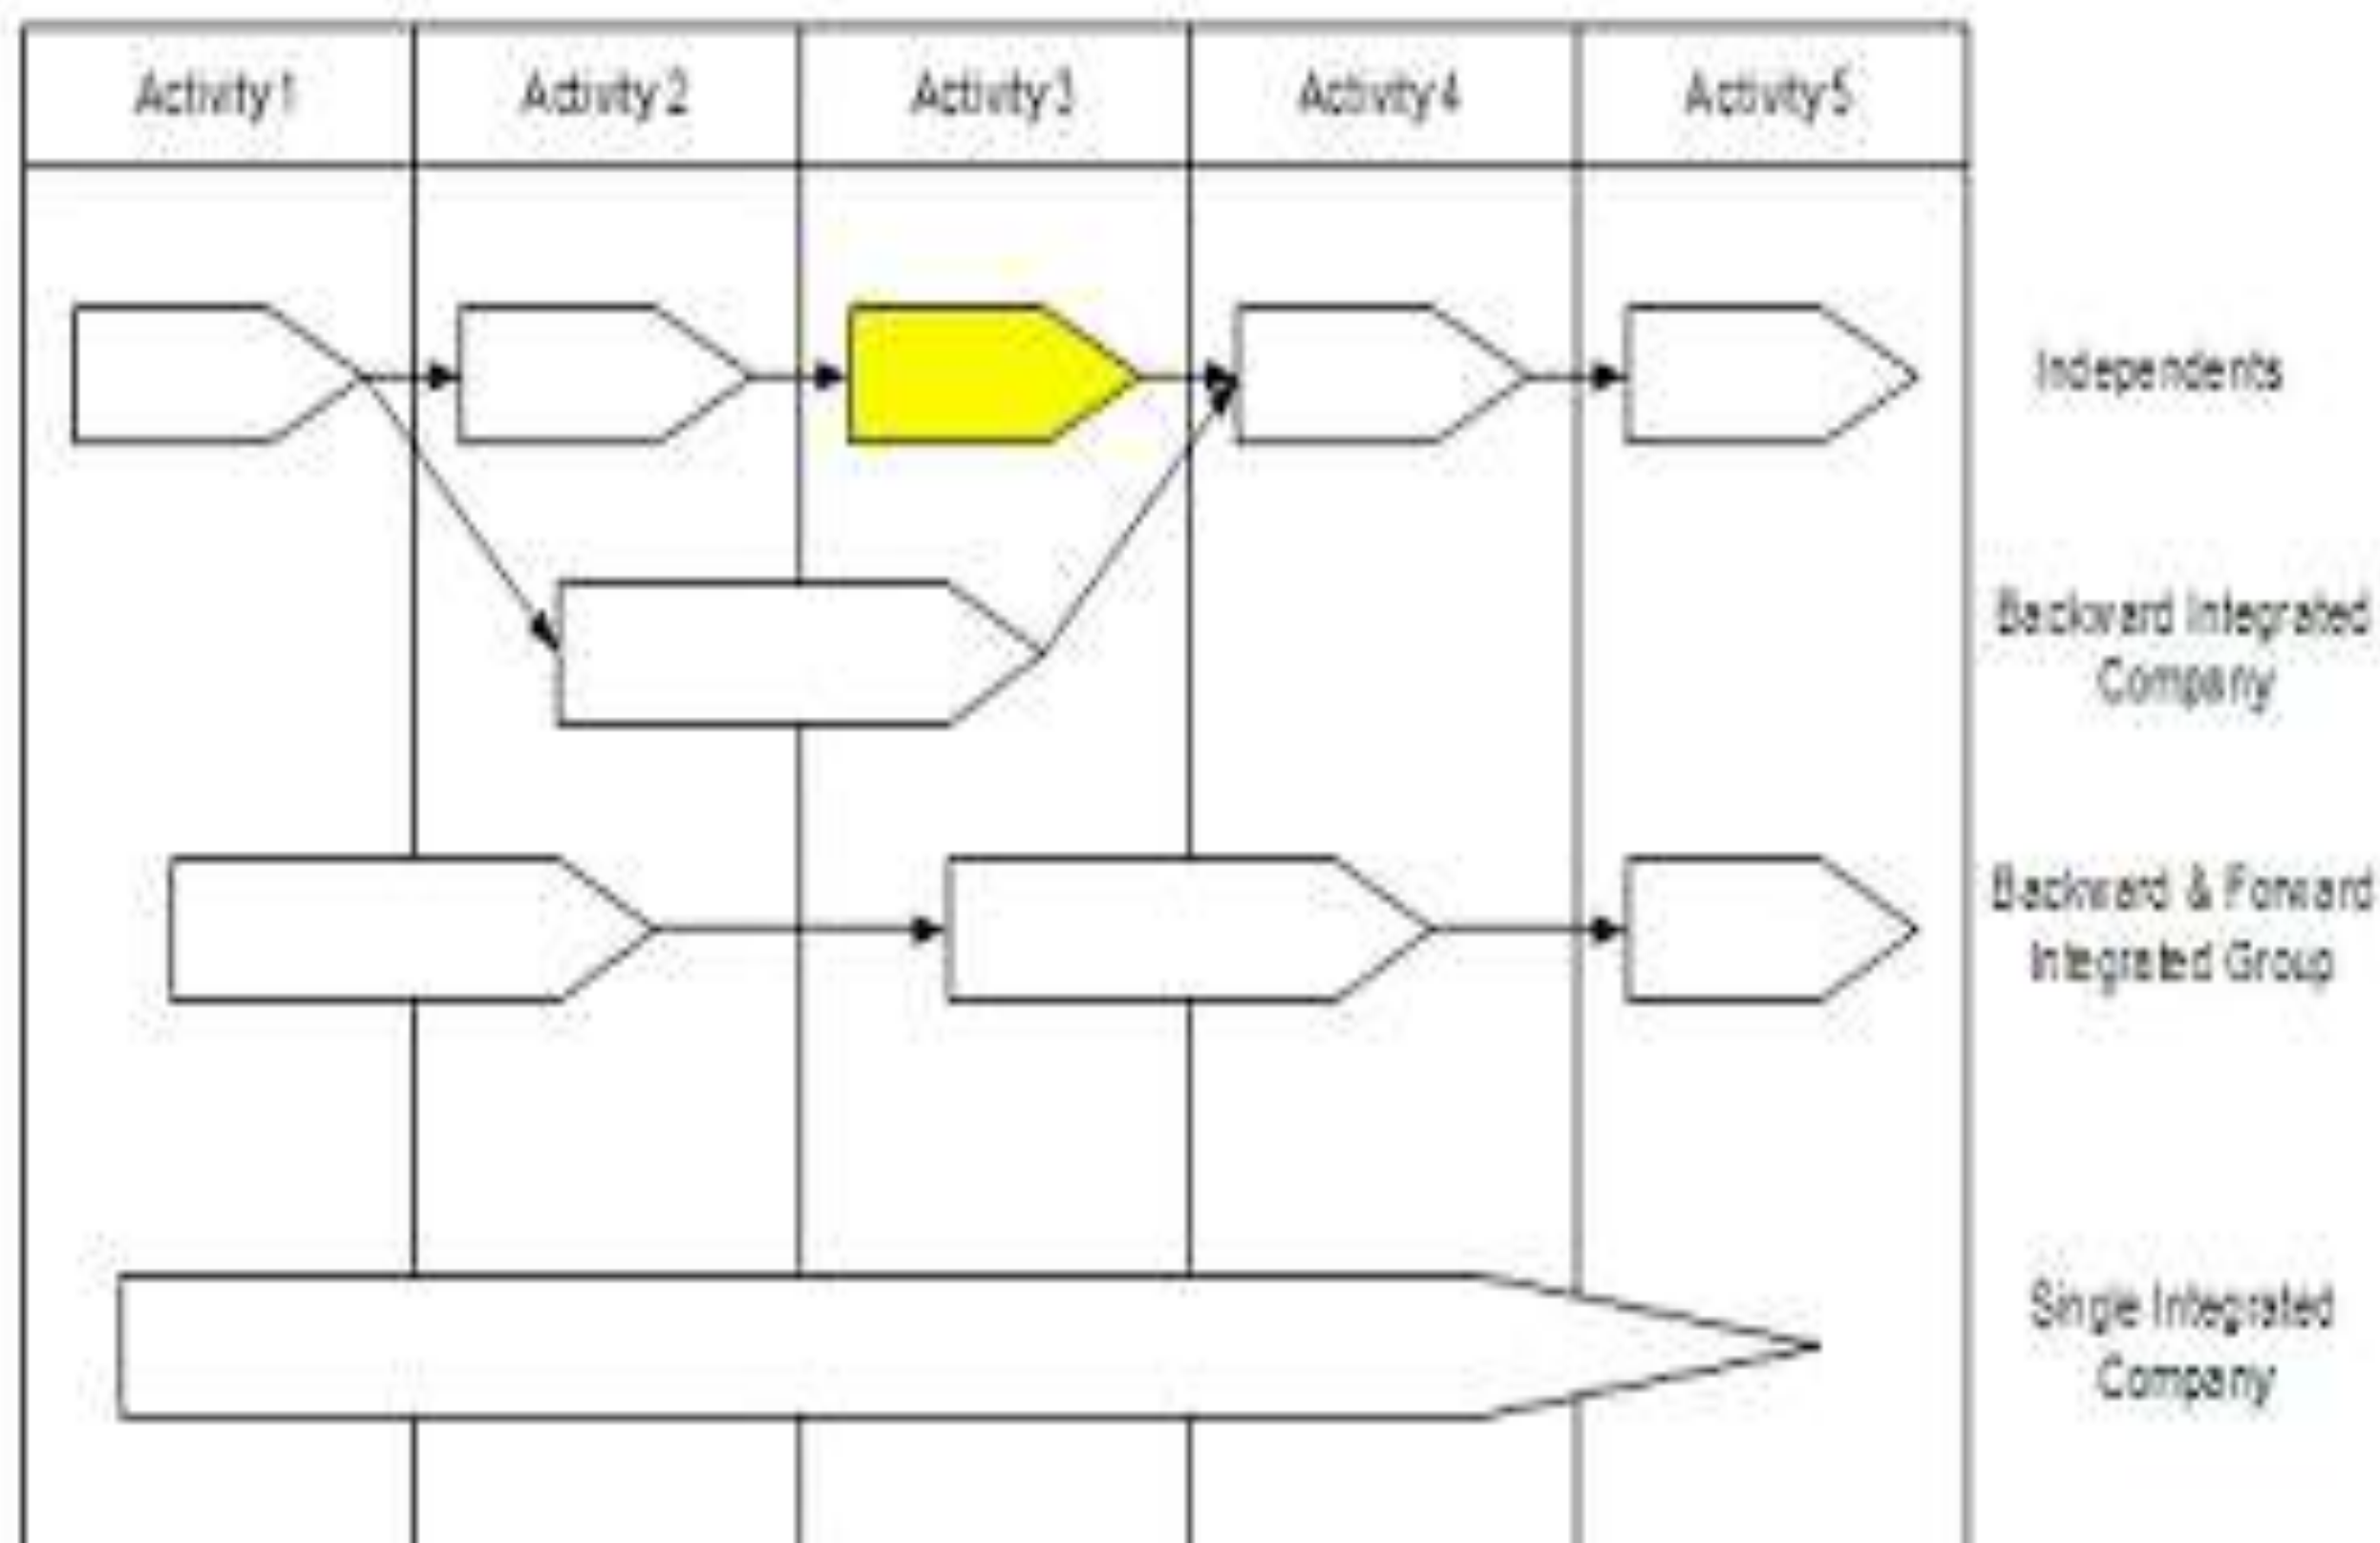 Activity 1
Activity 2
Activity 3
Activity 4
Activity 5
Independents
Backward Integrated
Company
Backward & Forward
Integrated Group
Single Integrated
Company